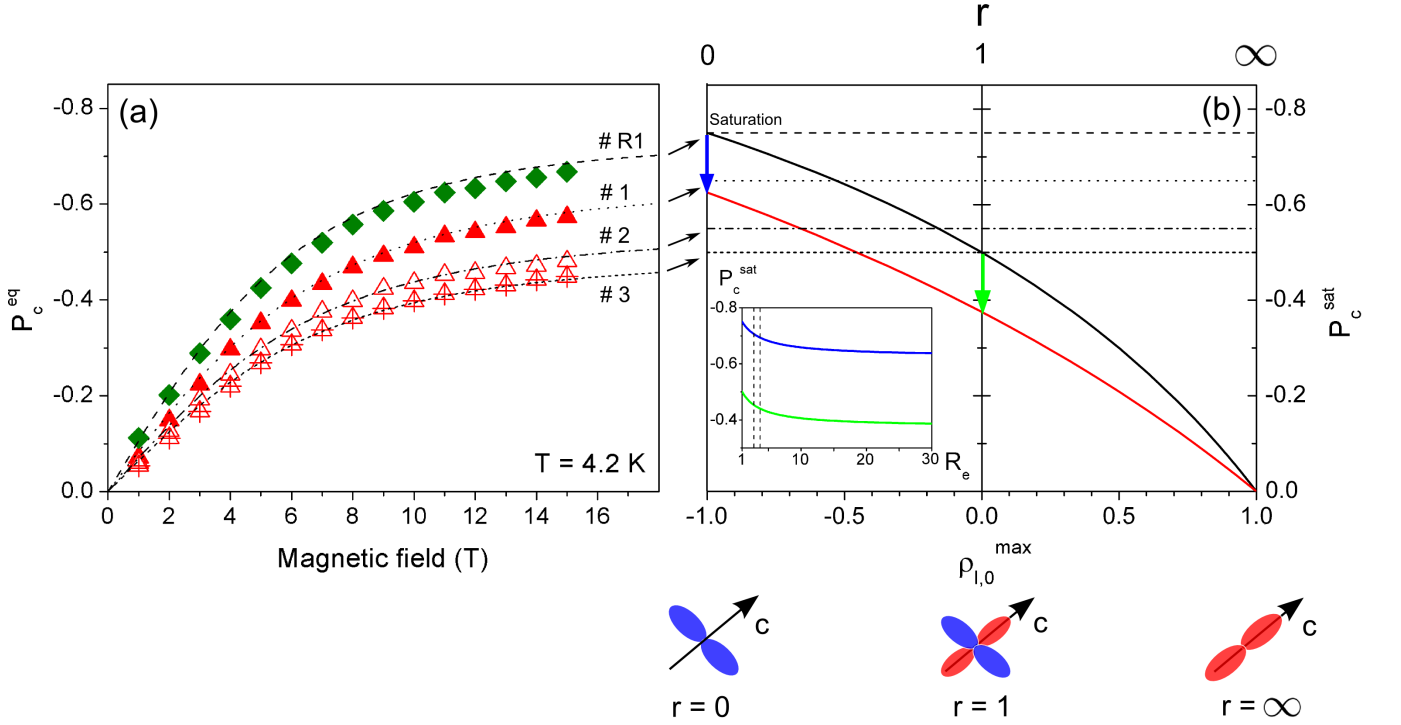 r
0 1 ∞
(a)
-0.8
-0.6
-0.4
-0.2
0.0
P_c^eq
# R1
# 1
# 2
# 3
T = 4.2 K
0 2 4 6 8 10 12 14 16
Magnetic field (T)
(b)
Saturation
-0.8
-0.6
-0.4
-0.2
0.0
P_c^sat
P_c^sat
-0.8
-0.6
-0.4
1 10 20 30
R_e
-1.0 -0.5 0.0 0.5 1.0
ρ_l,0^max
c
c
c
r = 0
r = 1
r = ∞